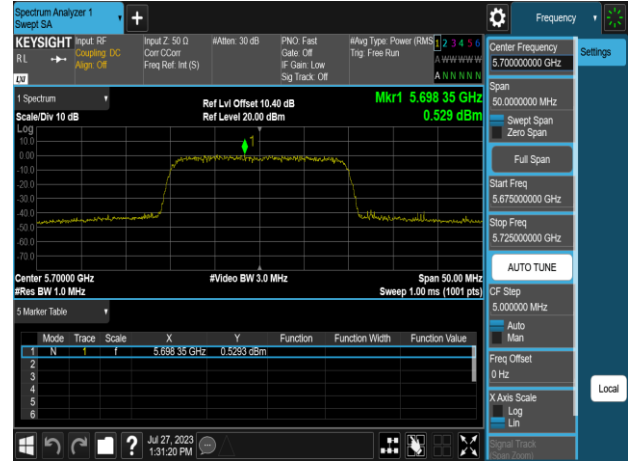 Spectrum Analyzer 1
Swept SA
+
Frequency
KEYSIGHT
RL
LXI
Input: RF
Coupling: DC
Align: Off
Input Z: 50 Ω
Corr CCorr
Freq Ref: Int (S)
#Atten: 30 dB
PNO: Fast
Gate: Off
IF Gain: Low
Sig Track: Off
#Avg Type: Power (RMS)
Trig: Free Run
1 2 3 4 5 6
A W W W W W
A N N N N N
Center Frequency
5.700000000 GHz
Settings
Span
50.0000000 MHz
Swept Span
Zero Span
Full Span
Start Freq
5.675000000 GHz
Stop Freq
5.725000000 GHz
AUTO TUNE
CF Step
5.000000 MHz
Auto
Man
Freq Offset
0 Hz
X Axis Scale
Log
Lin
Local
Signal Track
(Span Zoom)
1 Spectrum
Scale/Div 10 dB
Ref Lvl Offset 10.40 dB
Ref Level 20.00 dBm
Mkr1 5.698 35 GHz
0.529 dBm
Log
10.0
0.00
-10.0
-20.0
-30.0
-40.0
-50.0
-60.0
-70.0
1
Center 5.70000 GHz
#Res BW 1.0 MHz
#Video BW 3.0 MHz
Span 50.00 MHz
Sweep 1.00 ms (1001 pts)
5 Marker Table
Mode Trace Scale X Y Function Function Width Function Value
1 N 1 f 5.698 35 GHz 0.5293 dBm
2
3
4
5
6
?
Jul 27, 2023
1:31:20 PM